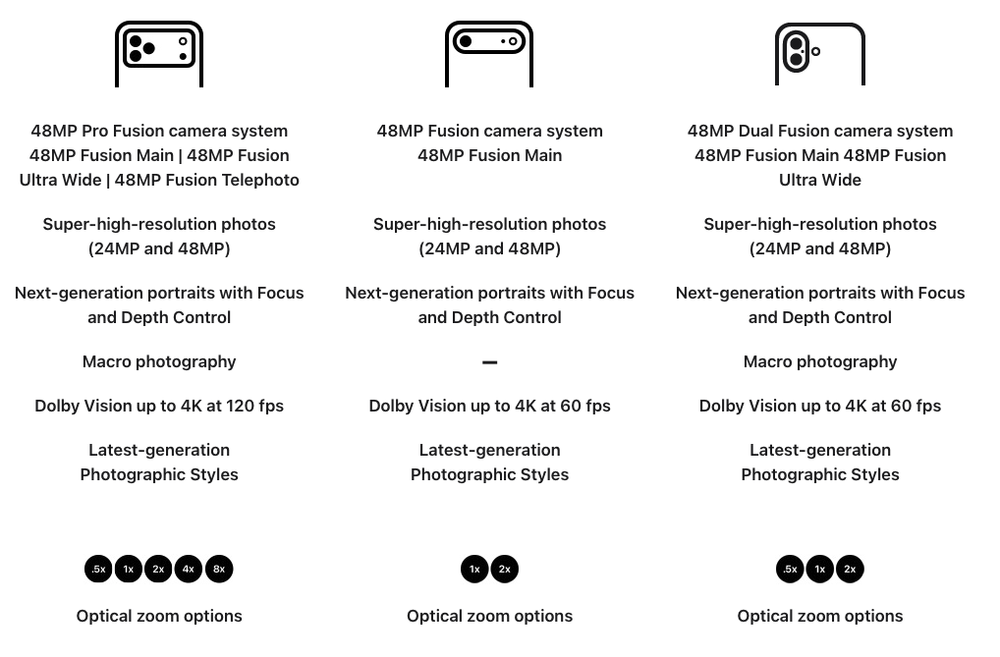 48MP Pro Fusion camera system
48MP Fusion Main | 48MP Fusion
Ultra Wide | 48MP Fusion Telephoto
Super-high-resolution photos
(24MP and 48MP)
Next-generation portraits with Focus
and Depth Control
Macro photography
Dolby Vision up to 4K at 120 fps
Latest-generation
Photographic Styles
.5x 1x 2x 4x 8x
Optical zoom options
48MP Fusion camera system
48MP Fusion Main
Super-high-resolution photos
(24MP and 48MP)
Next-generation portraits with Focus
and Depth Control
–
Dolby Vision up to 4K at 60 fps
Latest-generation
Photographic Styles
1x 2x
Optical zoom options
48MP Dual Fusion camera system
48MP Fusion Main 48MP Fusion
Ultra Wide
Super-high-resolution photos
(24MP and 48MP)
Next-generation portraits with Focus
and Depth Control
Macro photography
Dolby Vision up to 4K at 60 fps
Latest-generation
Photographic Styles
.5x 1x 2x
Optical zoom options